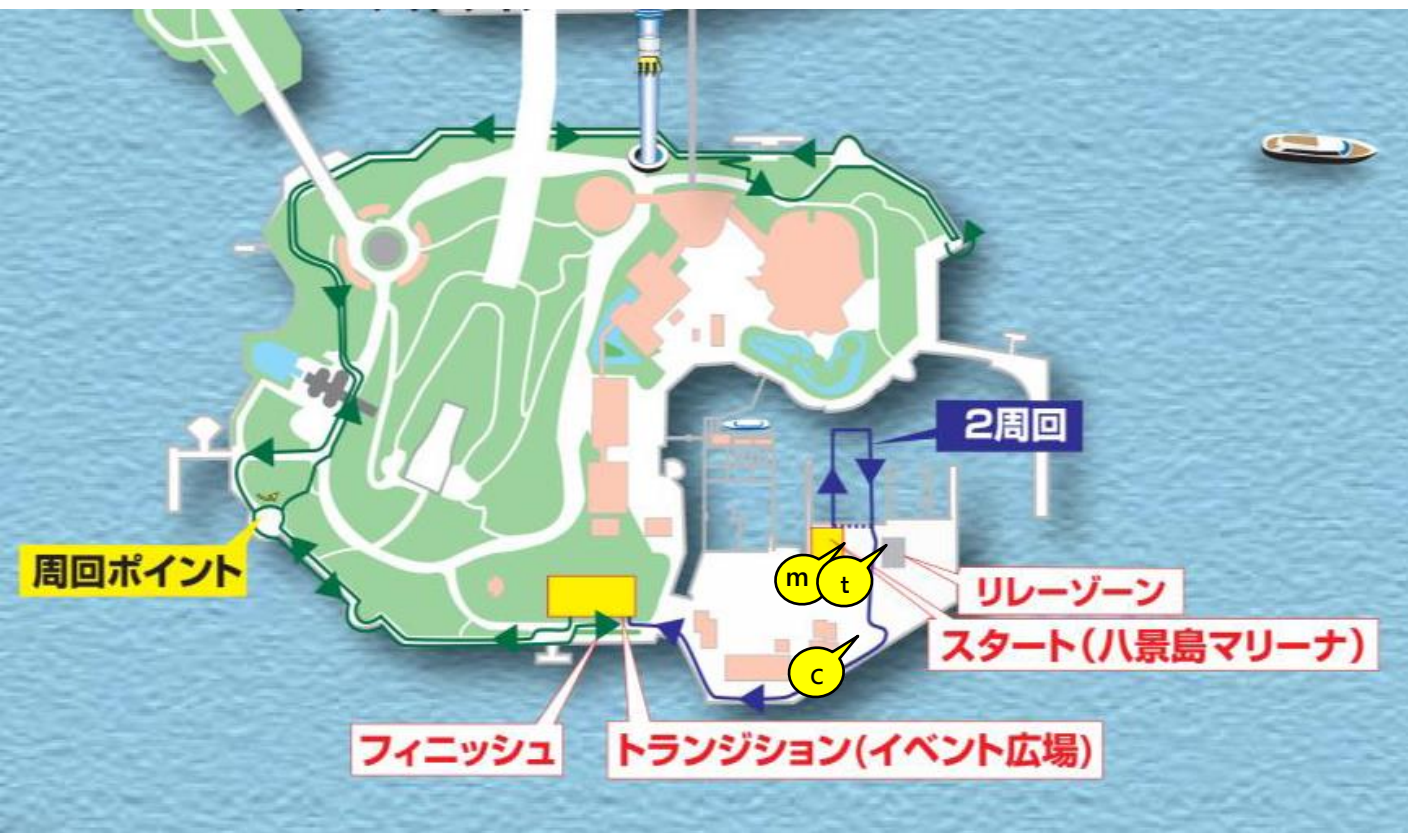 2周回
周回ポイント
m
t
リレーゾーン
スタート(八景島マリーナ)
c
フィニッシュ
トランジション(イベント広場)